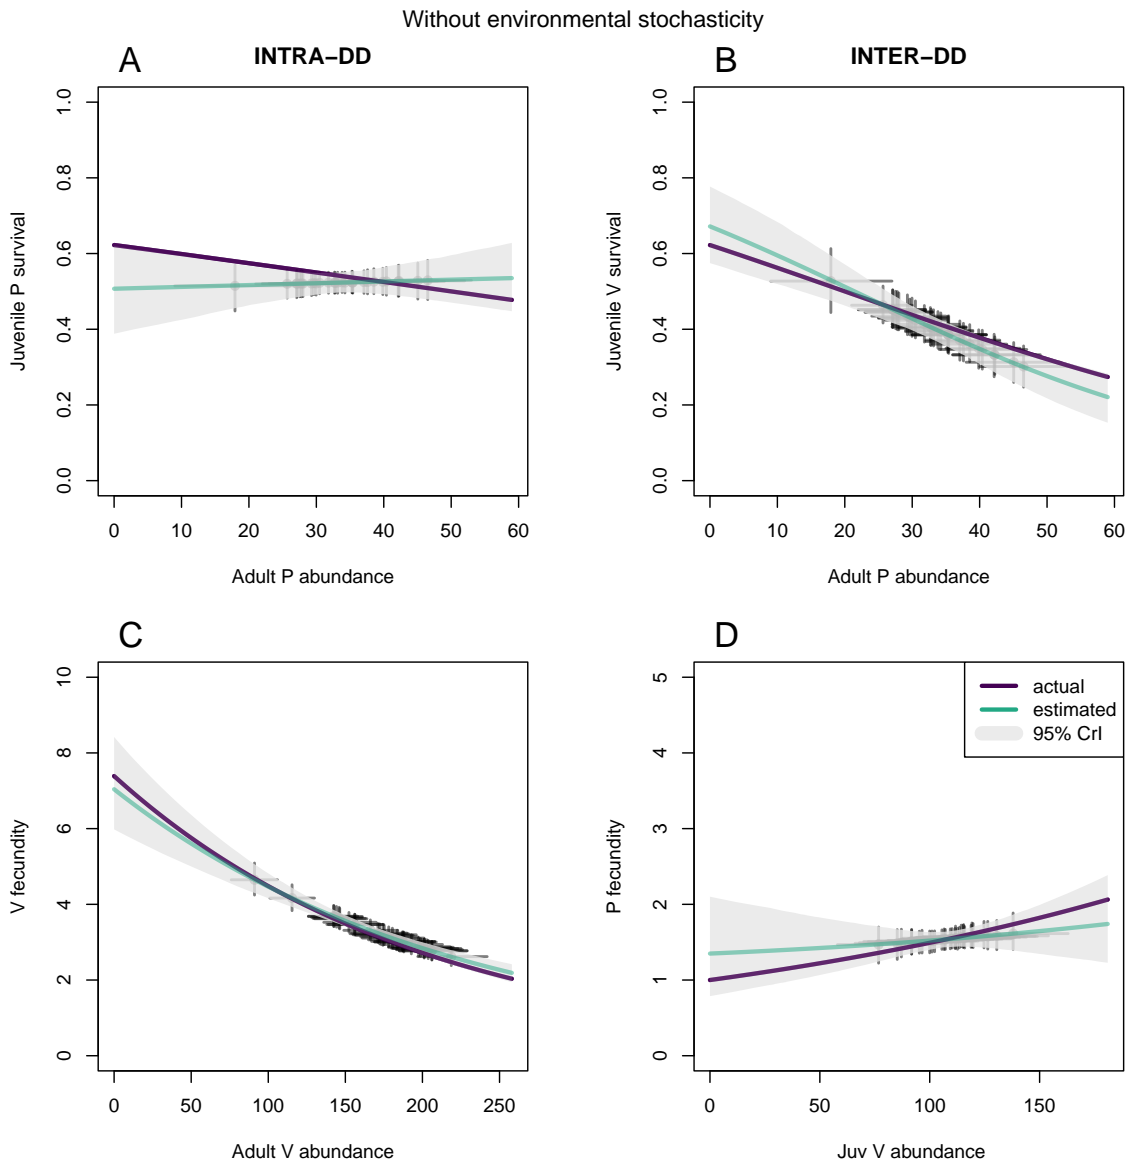 Without environmental stochasticity
A
INTRA−DD
B
INTER−DD
Juvenile P survival
0.0 0.2 0.4 0.6 0.8 1.0
0 10 20 30 40 50 60
Adult P abundance
Juvenile V survival
0.0 0.2 0.4 0.6 0.8 1.0
0 10 20 30 40 50 60
Adult P abundance
C
V fecundity
0 2 4 6 8 10
0 50 100 150 200 250
Adult V abundance
D
P fecundity
0 1 2 3 4 5
0 50 100 150
Juv V abundance
actual
estimated
95% CrI